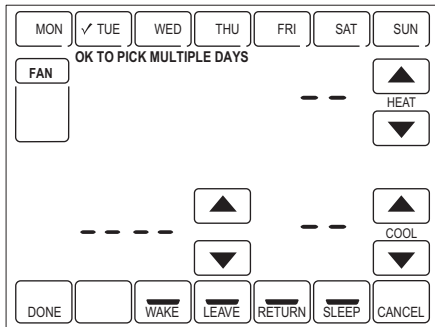 MON ✓ TUE WED THU FRI SAT SUN
OK TO PICK MULTIPLE DAYS
FAN
HEAT
COOL
DONE WAKE LEAVE RETURN SLEEP CANCEL